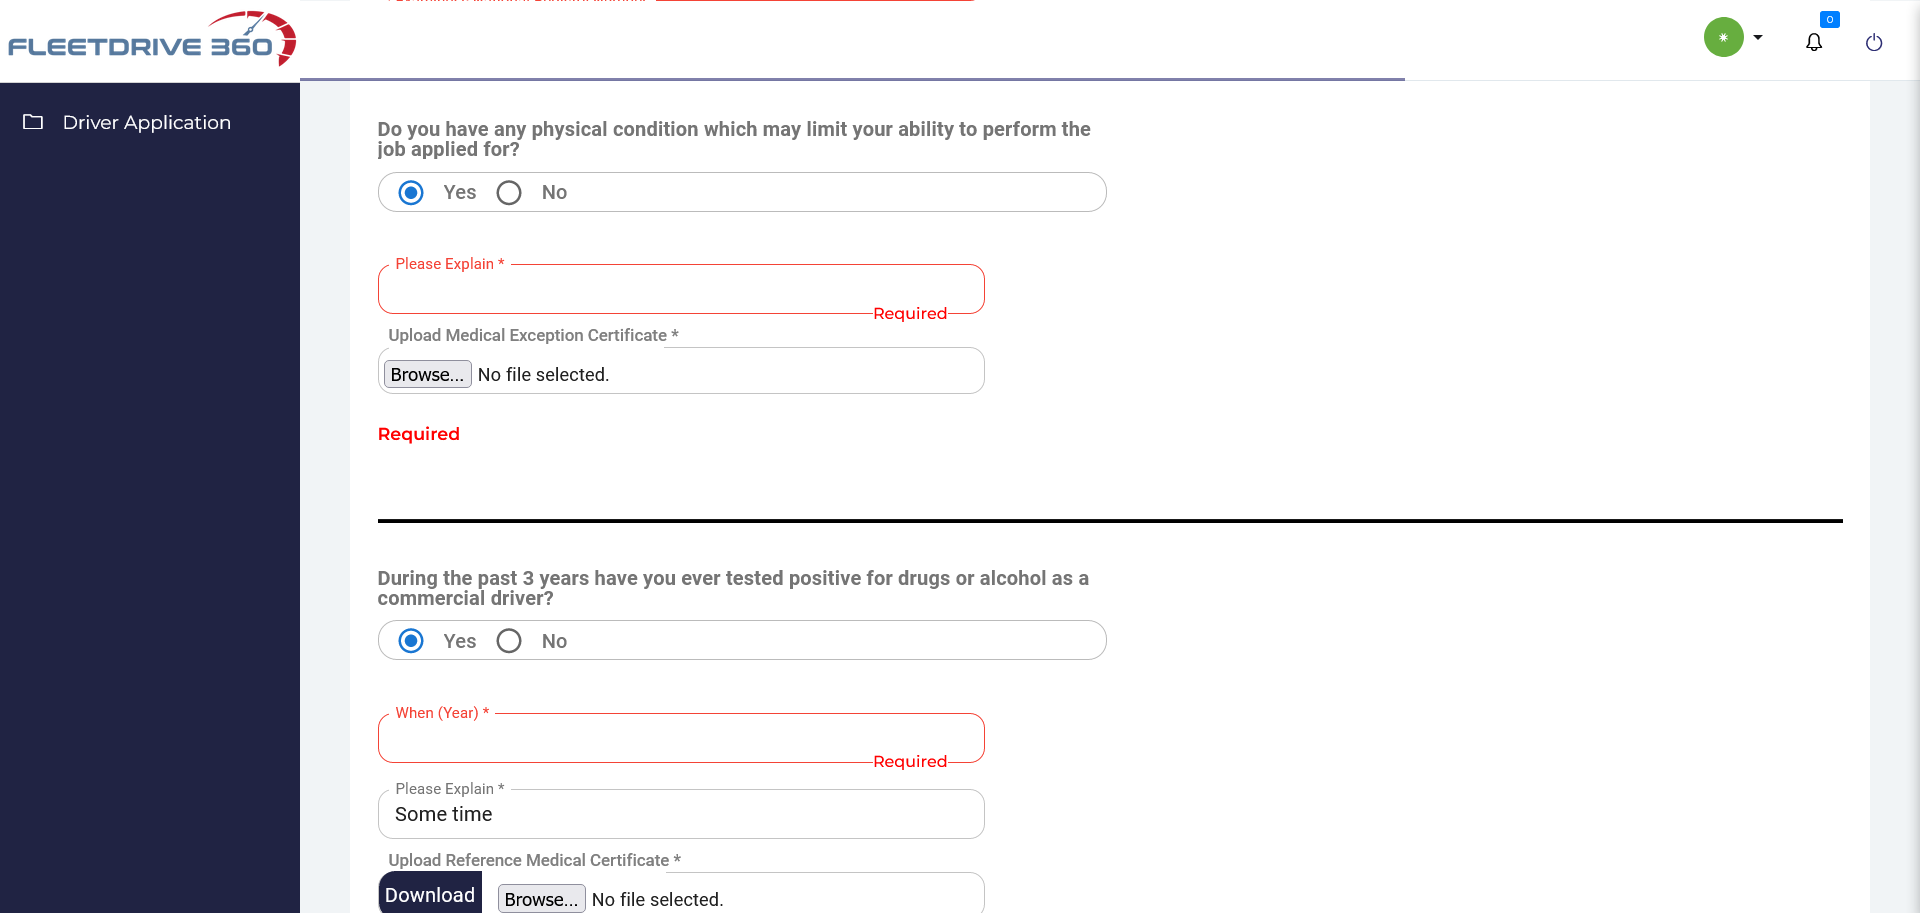 FLEETDRIVE 360
0
Driver Application
Do you have any physical condition which may limit your ability to perform the
job applied for?
Yes No
Please Explain *
Required
Upload Medical Exception Certificate *
Browse... No file selected.
Required
During the past 3 years have you ever tested positive for drugs or alcohol as a
commercial driver?
Yes No
When (Year) *
Required
Please Explain *
Some time
Upload Reference Medical Certificate *
Download Browse... No file selected.